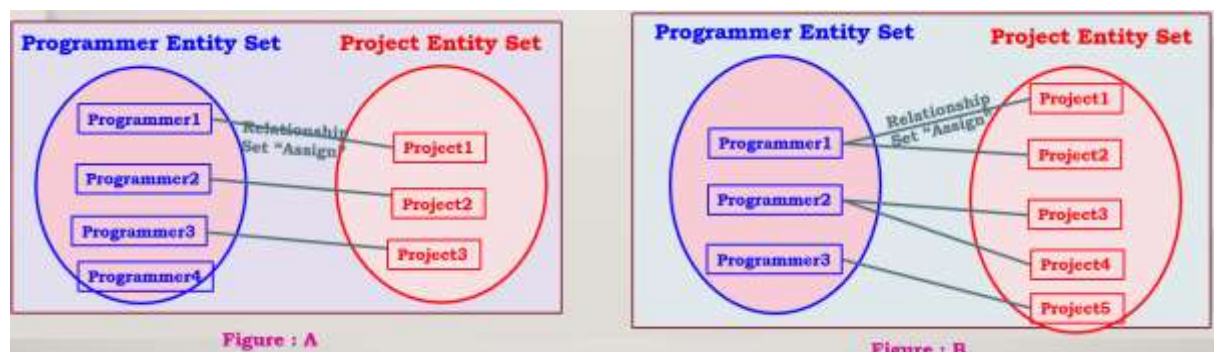 Programmer Entity Set
Project Entity Set
Programmer1
Relationship
Set "Assign"
Project1
Programmer2
Project2
Programmer3
Project3
Programmer4
Figure : A
Programmer Entity Set
Project Entity Set
Project1
Relationship
Set "Assign"
Programmer1
Project2
Programmer2
Project3
Programmer3
Project4
Project5
Figure : B